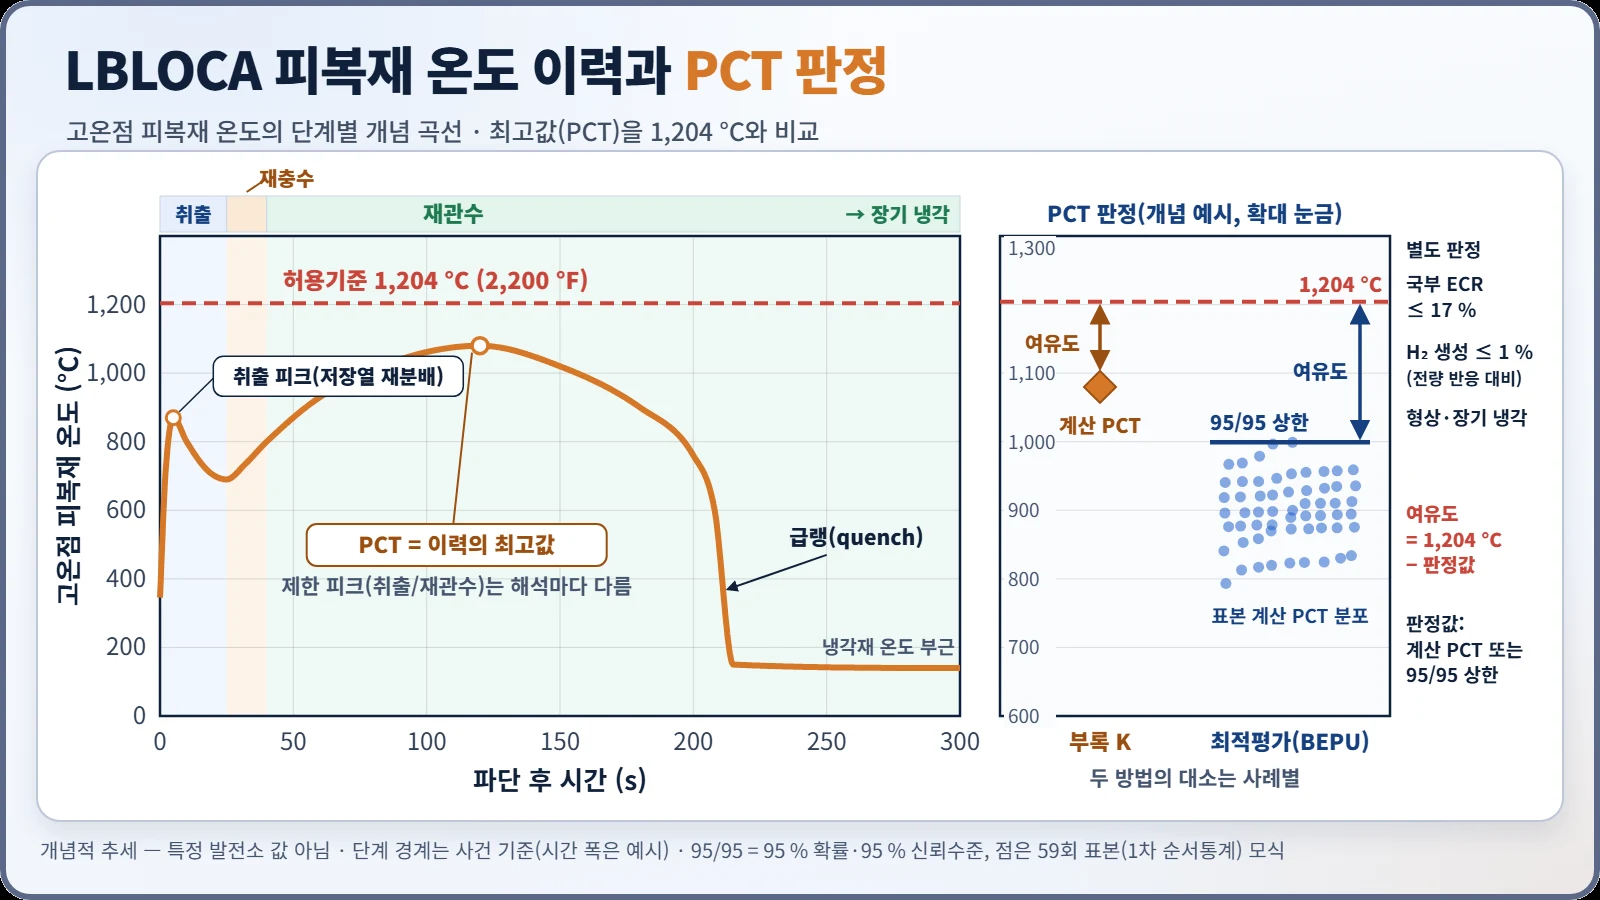 LBLOCA 피복재 온도 이력과 PCT 판정
고온점 피복재 온도의 단계별 개념 곡선 · 최고값(PCT)을 1,204 °C와 비교
재충수
취출
재관수
→ 장기 냉각
허용기준 1,204 °C (2,200 °F)
취출 피크(저장열 재분배)
PCT = 이력의 최고값
제한 피크(취출/재관수)는 해석마다 다름
급랭(quench)
냉각재 온도 부근
고온점 피복재 온도 (°C)
1,200
1,000
800
600
400
200
0
0 50 100 150 200 250 300
파단 후 시간 (s)
PCT 판정(개념 예시, 확대 눈금)
1,300
1,204 °C
여유도
1,100
여유도
계산 PCT
95/95 상한
1,000
900
800
표본 계산 PCT 분포
700
600
부록 K
최적평가(BEPU)
두 방법의 대소는 사례별
별도 판정
국부 ECR
≤ 17 %
H₂ 생성 ≤ 1 %
(전량 반응 대비)
형상·장기 냉각
여유도
= 1,204 °C
− 판정값
판정값:
계산 PCT 또는
95/95 상한
개념적 추세 — 특정 발전소 값 아님 · 단계 경계는 사건 기준(시간 폭은 예시) · 95/95 = 95 % 확률·95 % 신뢰수준, 점은 59회 표본(1차 순서통계) 모식